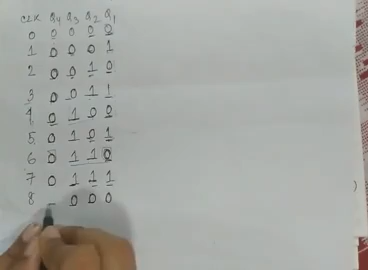 CLK Q4 Q3 Q2 Q1
0 0 0 0 0
1 0 0 0 1
2 0 0 1 0
3 0 0 1 1
4 0 1 0 0
5 0 1 0 1
6 0 1 1 0
7 0 1 1 1
8 0 0 0